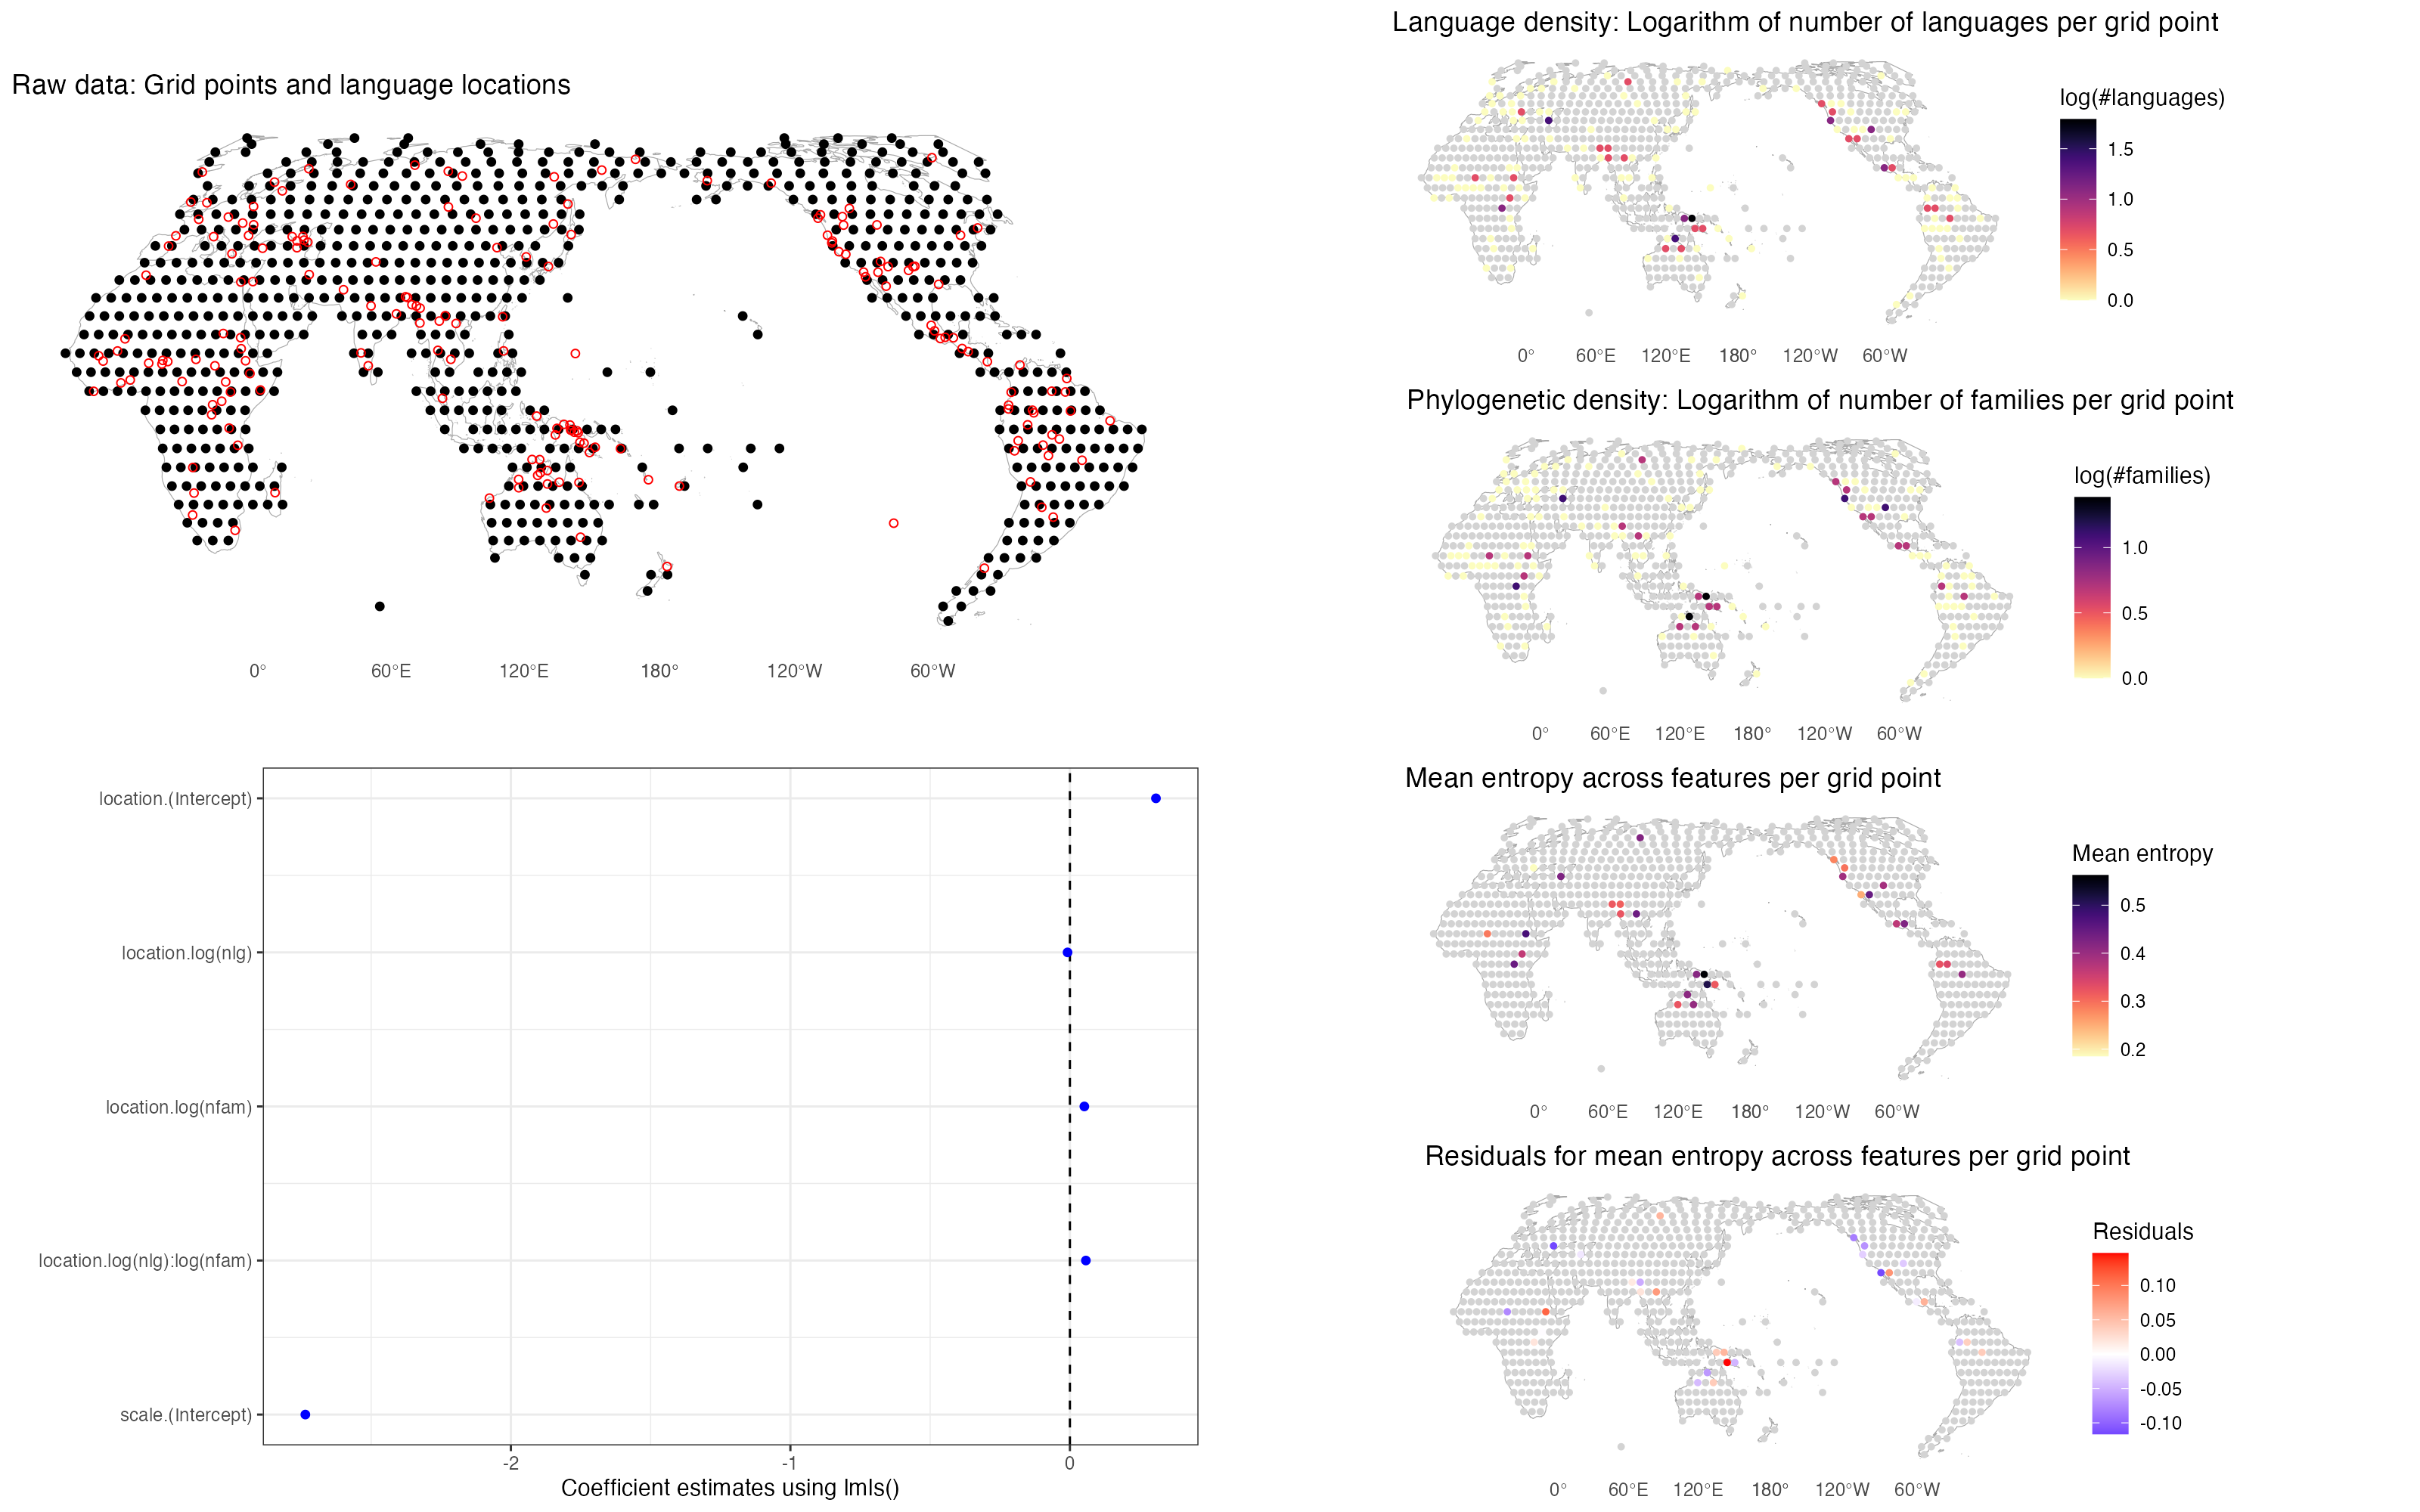 Raw data: Grid points and language locations
0° 60°E 120°E 180° 120°W 60°W
location.(Intercept)
location.log(nlg)
location.log(nfam)
location.log(nlg):log(nfam)
scale.(Intercept)
-2 -1 0
Coefficient estimates using lmls()
Language density: Logarithm of number of languages per grid point
log(#languages)
1.5
1.0
0.5
0.0
0° 60°E 120°E 180° 120°W 60°W
Phylogenetic density: Logarithm of number of families per grid point
log(#families)
1.0
0.5
0.0
0° 60°E 120°E 180° 120°W 60°W
Mean entropy across features per grid point
Mean entropy
0.5
0.4
0.3
0.2
0° 60°E 120°E 180° 120°W 60°W
Residuals for mean entropy across features per grid point
Residuals
0.10
0.05
0.00
-0.05
-0.10
0° 60°E 120°E 180° 120°W 60°W